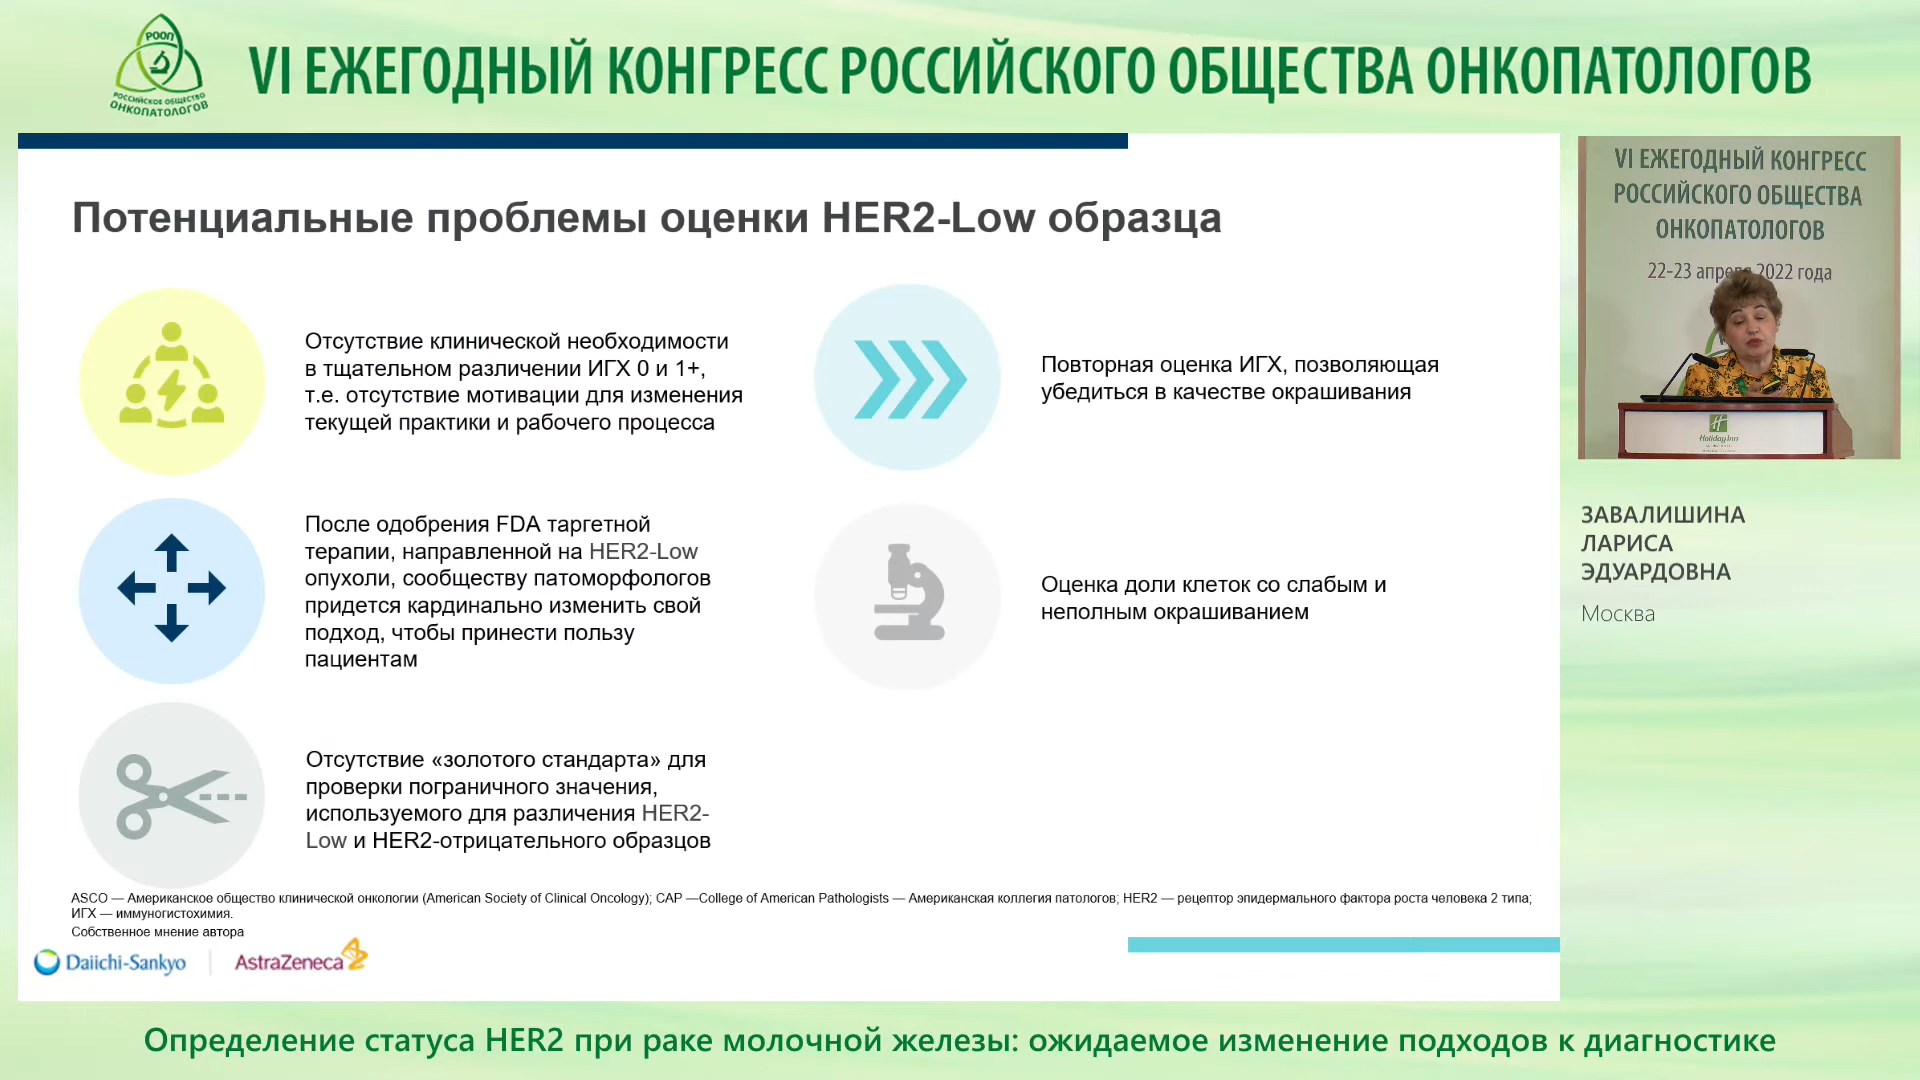 РООП
РОССИЙСКОЕ ОБЩЕСТВО
ОНКОПАТОЛОГОВ
VI ЕЖЕГОДНЫЙ КОНГРЕСС РОССИЙСКОГО ОБЩЕСТВА ОНКОПАТОЛОГОВ
Потенциальные проблемы оценки HER2-Low образца
Отсутствие клинической необходимости
в тщательном различении ИГХ 0 и 1+,
т.е. отсутствие мотивации для изменения
текущей практики и рабочего процесса
После одобрения FDA таргетной
терапии, направленной на HER2-Low
опухоли, сообществу патоморфологов
придется кардинально изменить свой
подход, чтобы принести пользу
пациентам
Отсутствие «золотого стандарта» для
проверки пограничного значения,
используемого для различения HER2-
Low и HER2-отрицательного образцов
Повторная оценка ИГХ, позволяющая
убедиться в качестве окрашивания
Оценка доли клеток со слабым и
неполным окрашиванием
ASCO — Американское общество клинической онкологии (American Society of Clinical Oncology); CAP —College of American Pathologists — Американская коллегия патологов; HER2 — рецептор эпидермального фактора роста человека 2 типа;
ИГХ — иммуногистохимия.
Собственное мнение автора
Daiichi-Sankyo
AstraZeneca
VI ЕЖЕГОДНЫЙ КОНГРЕСС
РОССИЙСКОГО ОБЩЕСТВА
ОНКОПАТОЛОГОВ
22-23 апреля 2022 года
Holiday Inn
ЗАВАЛИШИНА
ЛАРИСА
ЭДУАРДОВНА
Москва
Определение статуса HER2 при раке молочной железы: ожидаемое изменение подходов к диагностике